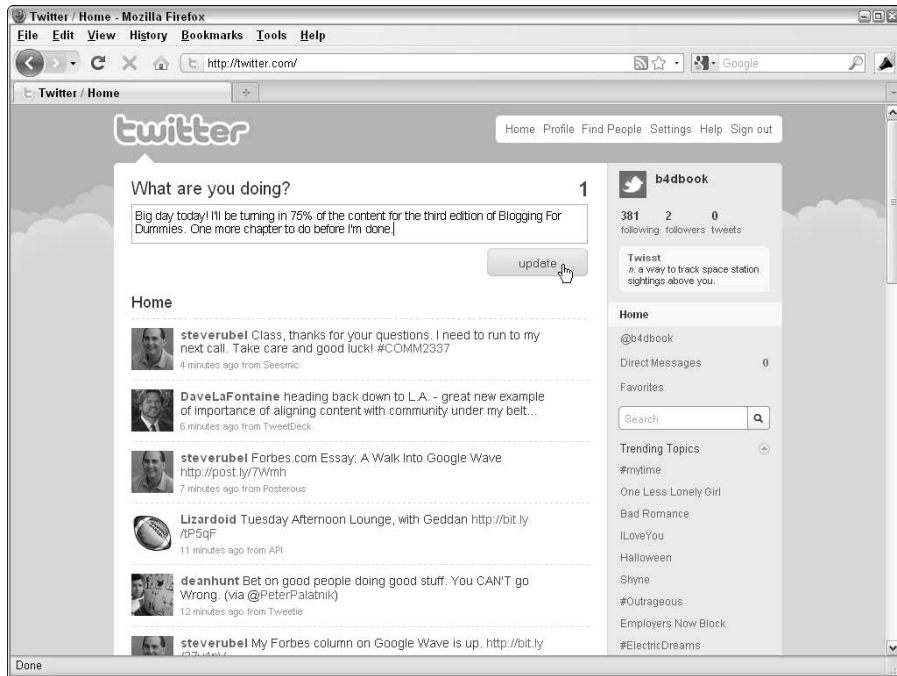 Twitter / Home - Mozilla Firefox
File Edit View History Bookmarks Tools Help
http://twitter.com/
Google
Twitter / Home
twitter
Home Profile Find People Settings Help Sign out
What are you doing?
1
Big day today! I'll be turning in 75% of the content for the third edition of Blogging For
Dummies. One more chapter to do before I'm done.
update
Home
steverubel Class, thanks for your questions. I need to run to my
next call. Take care and good luck! #COMM2337
4 minutes ago from Seesmic
DaveLaFontaine heading back down to L.A. - great new example
of importance of aligning content with community under my belt...
6 minutes ago from TweetDeck
steverubel Forbes.com Essay: A Walk Into Google Wave
http://post.ly/7Wmh
7 minutes ago from Posterous
Lizardoid Tuesday Afternoon Lounge, with Geddan http://bit.ly
/tP5qF
11 minutes ago from API
deanhunt Bet on good people doing good stuff. You CAN'T go
Wrong. (via @PeterPalatnik)
12 minutes ago from Tweetie
steverubel My Forbes column on Google Wave is up. http://bit.ly
b4dbook
381 2 0
following followers tweets
Twisst
n. a way to track space station
sightings above you.
Home
@b4dbook
Direct Messages 0
Favorites
Search
Trending Topics
#mytime
One Less Lonely Girl
Bad Romance
ILoveYou
Halloween
Shyne
#Outrageous
Employers Now Block
#ElectricDreams
Done